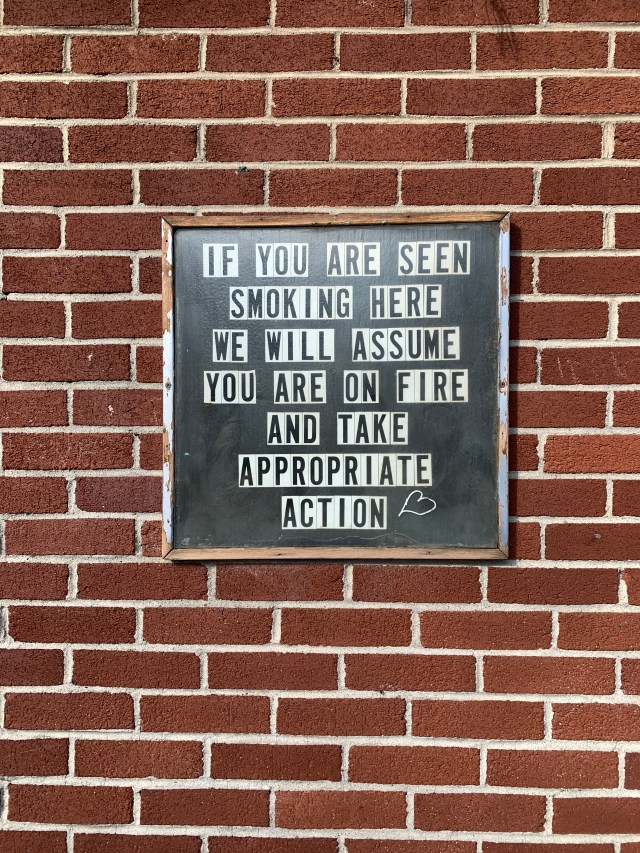 IF YOU ARE SEEN
SMOKING HERE
WE WILL ASSUME
YOU ARE ON FIRE
AND TAKE
APPROPRIATE
ACTION